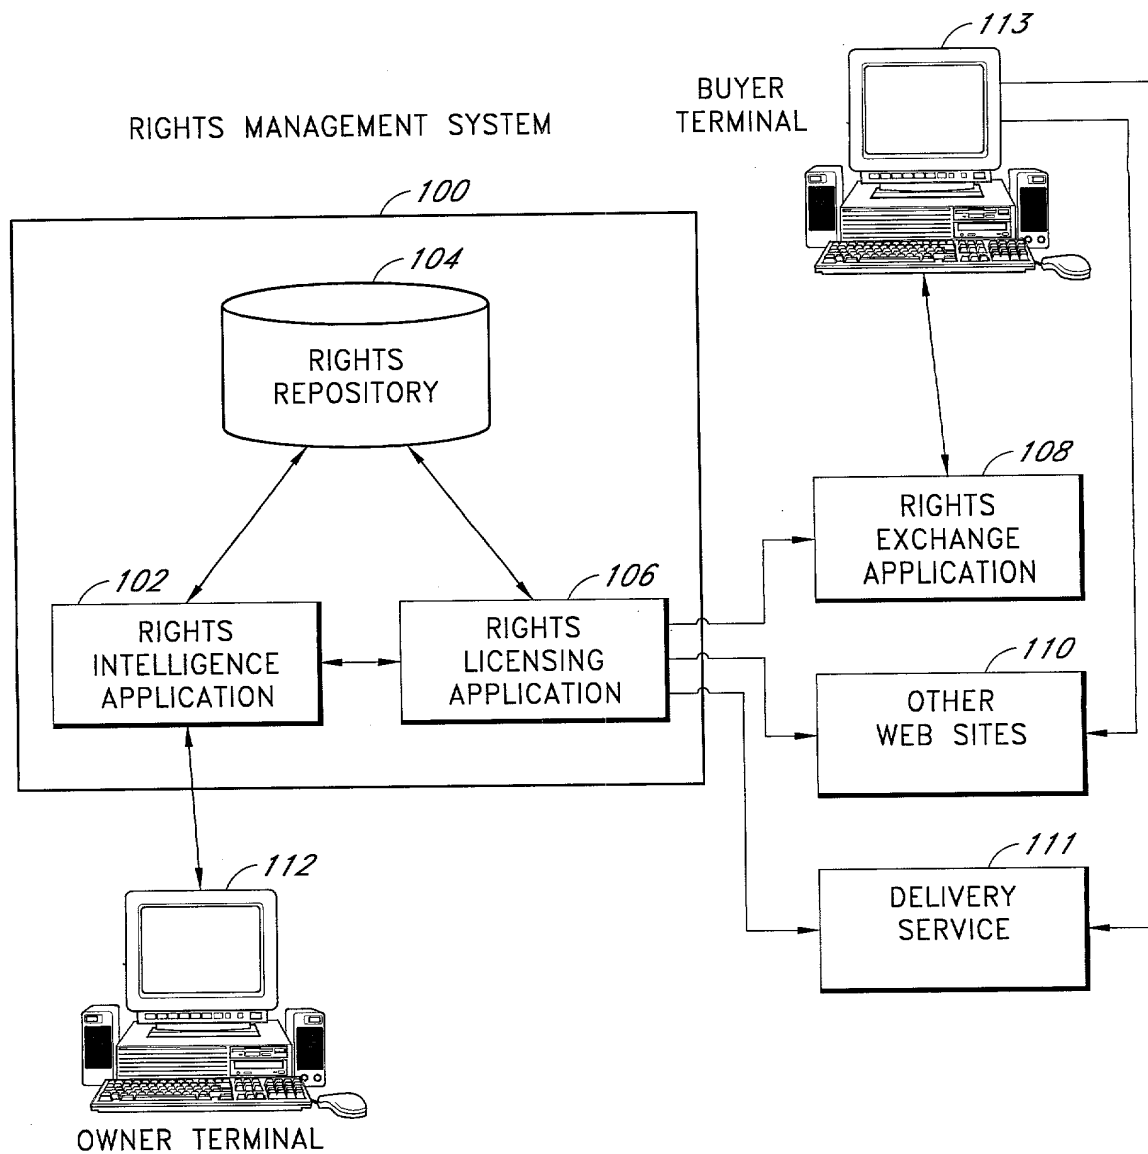 113
BUYER
TERMINAL
RIGHTS MANAGEMENT SYSTEM
100
104
RIGHTS
REPOSITORY
108
RIGHTS
EXCHANGE
APPLICATION
102
RIGHTS
INTELLIGENCE
APPLICATION
106
RIGHTS
LICENSING
APPLICATION
110
OTHER
WEB SITES
111
DELIVERY
SERVICE
112
OWNER TERMINAL